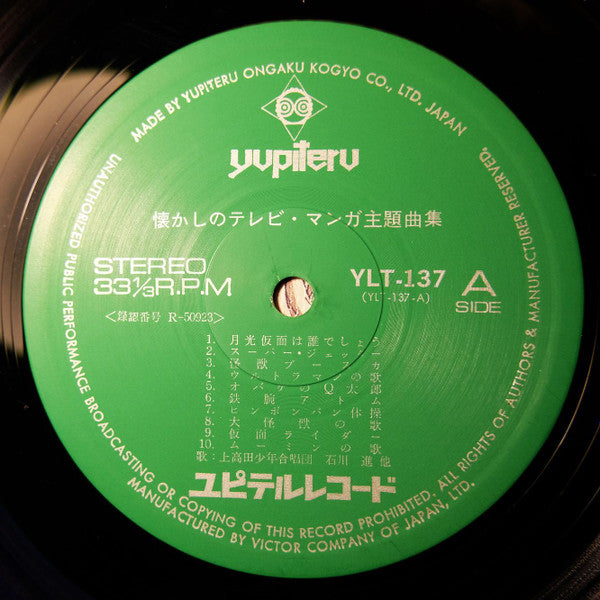 MADE BY YUPITERU ONGAKU KOGYO CO., LTD. JAPAN
yupiteru
懐かしのテレビ・マンガ主題曲集
STEREO
33⅓R.P.M
YLT-137
(YLT-137-A)
A
SIDE
<録認番号 R-50923>
1. 月光仮面は誰でしょう
2. スーパー・ジェッター
3. 怪獣ブースカ
4. ウルトラマンの歌
5. オバケのQ太郎
6. 鉄腕アトム
7. ピンポンパン体操
8. 大怪獣の歌
9. 仮面ライダー
10. ムーミンの歌
歌:上高田少年合唱団 石川 進他
ユピテルレコード
UNAUTHORIZED PUBLIC PERFORMANCE BROADCASTING OR COPYING OF THIS RECORD PROHIBITED. ALL RIGHTS OF AUTHORS & MANUFACTURER RESERVED,
MANUFACTURED BY VICTOR COMPANY OF JAPAN, LTD.